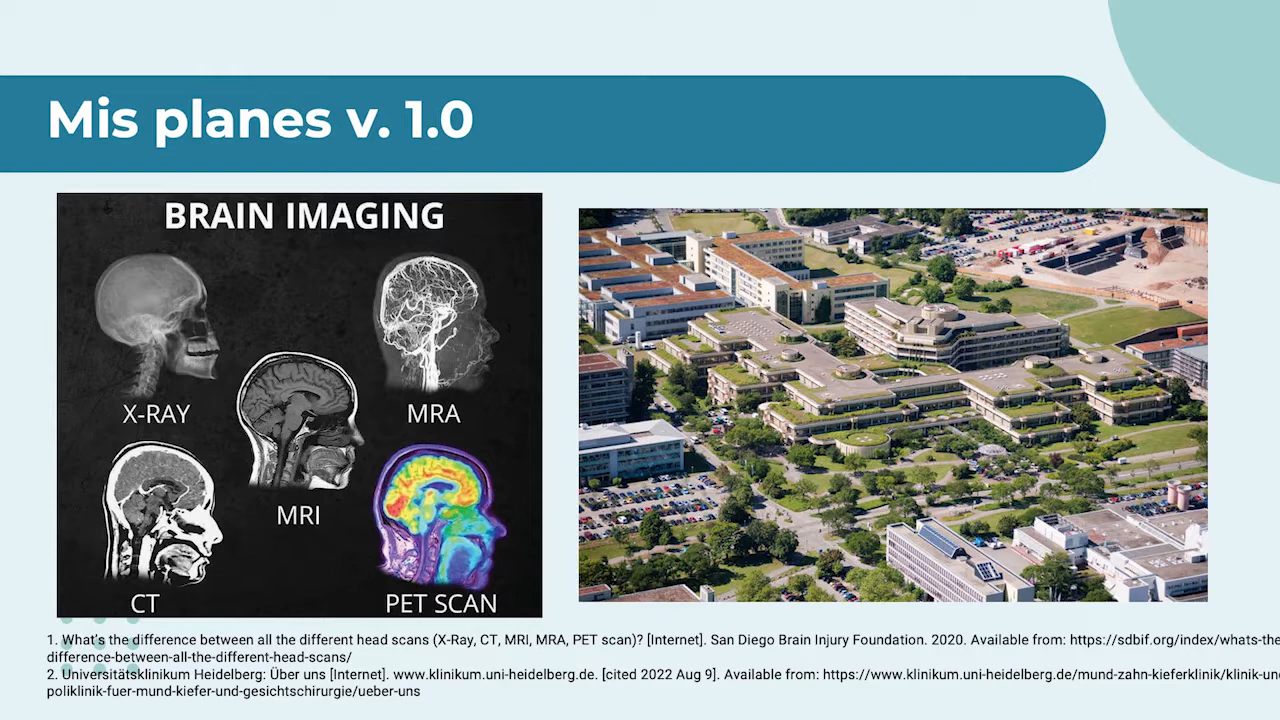 Mis planes v. 1.0
BRAIN IMAGING
X-RAY
MRA
MRI
CT
PET SCAN
1. What's the difference between all the different head scans (X-Ray, CT, MRI, MRA, PET scan)? [Internet]. San Diego Brain Injury Foundation. 2020. Available from: https://sdbif.org/index/whats-the
difference-between-all-the-different-head-scans/
2. Universitätsklinikum Heidelberg: Über uns [Internet]. www.klinikum.uni-heidelberg.de. [cited 2022 Aug 9]. Available from: https://www.klinikum.uni-heidelberg.de/mund-zahn-kieferklinik/klinik-un
poliklinik-fuer-mund-kiefer-und-gesichtschirurgie/ueber-uns